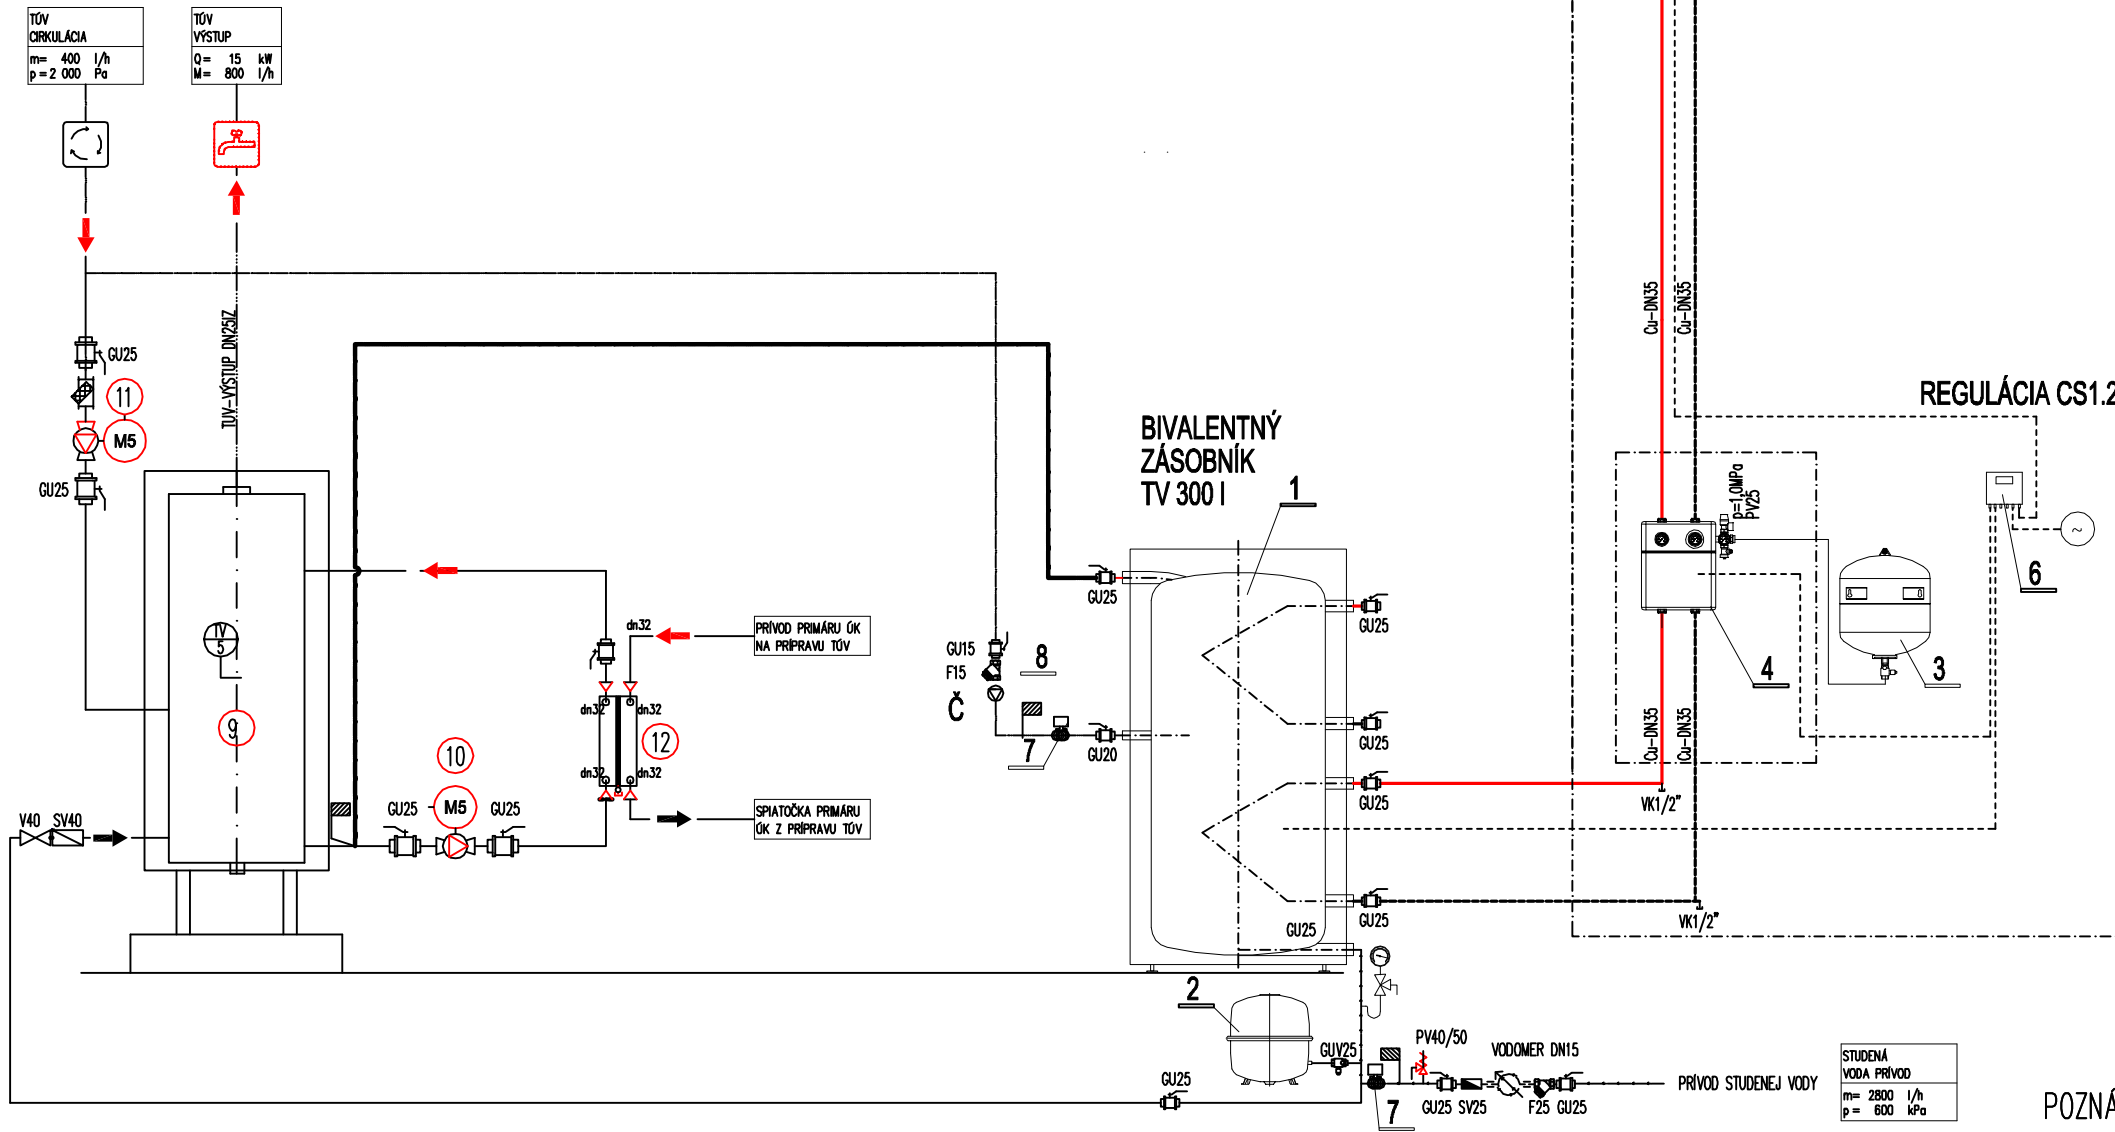 TÚV
CIRKULÁCIA
m= 400 l/h
p=2 000 Pa
TÚV
VÝSTUP
Q= 15 kW
M= 800 l/h
TUV-VÝSTUP DN25IZ
GU25
11
M5
GU25
TV
5
9
V40 SV40
10
GU25
M5
GU25
dn32
dn32
dn32
dn32
dn32
12
PRÍVOD PRIMÁRU ÚK
NA PRÍPRAVU TÚV
SPIATOČKA PRIMÁRU
ÚK Z PRÍPRAVU TÚV
GU15
F15
Č
8
7
GU25
GU20
BIVALENTNÝ
ZÁSOBNÍK
TV 300 l
1
GU25
GU25
GU25
GU25
GU25
Cu-DN35
Cu-DN35
REGULÁCIA CS1.2
p=1,0MPa
PV25
4
3
6
~
Cu-DN35
Cu-DN35
VK1/2"
VK1/2"
2
GUV25
GU25
7
PV40/50
VODOMER DN15
GU25 SV25
F25 GU25
PRÍVOD STUDENEJ VODY
STUDENÁ
VODA PRÍVOD
m= 2800 l/h
p= 600 kPa
POZNÁ